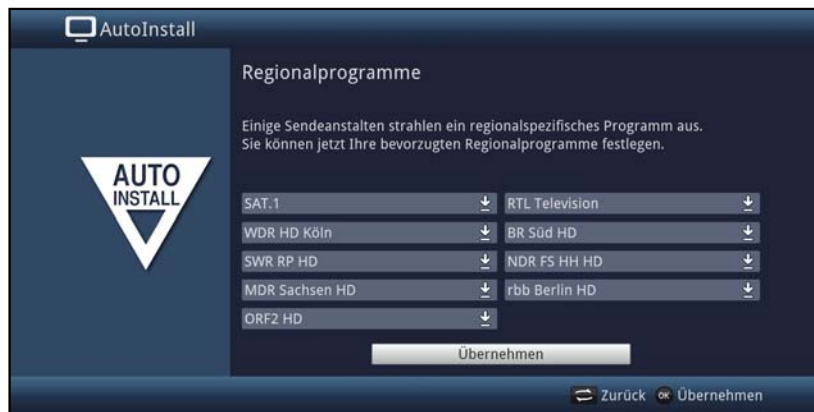 AutoInstall
Regionalprogramme
Einige Sendeanstalten strahlen ein regionalspezifisches Programm aus.
Sie können jetzt Ihre bevorzugten Regionalprogramme festlegen.
AUTO
INSTALL
SAT.1
RTL Television
WDR HD Köln
BR Süd HD
SWR RP HD
NDR FS HH HD
MDR Sachsen HD
rbb Berlin HD
ORF2 HD
Übernehmen
Zurück OK Übernehmen